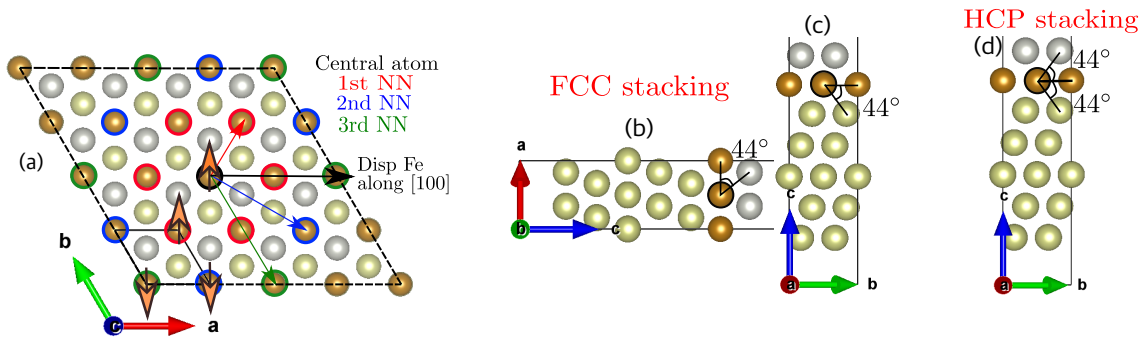 (a)
Central atom
1st NN
2nd NN
3rd NN
Disp Fe
along [100]
b
c
a
FCC stacking
(b)
44°
a
b
c
(c)
44°
c
a
b
HCP stacking
(d)
44°
44°
c
a
b